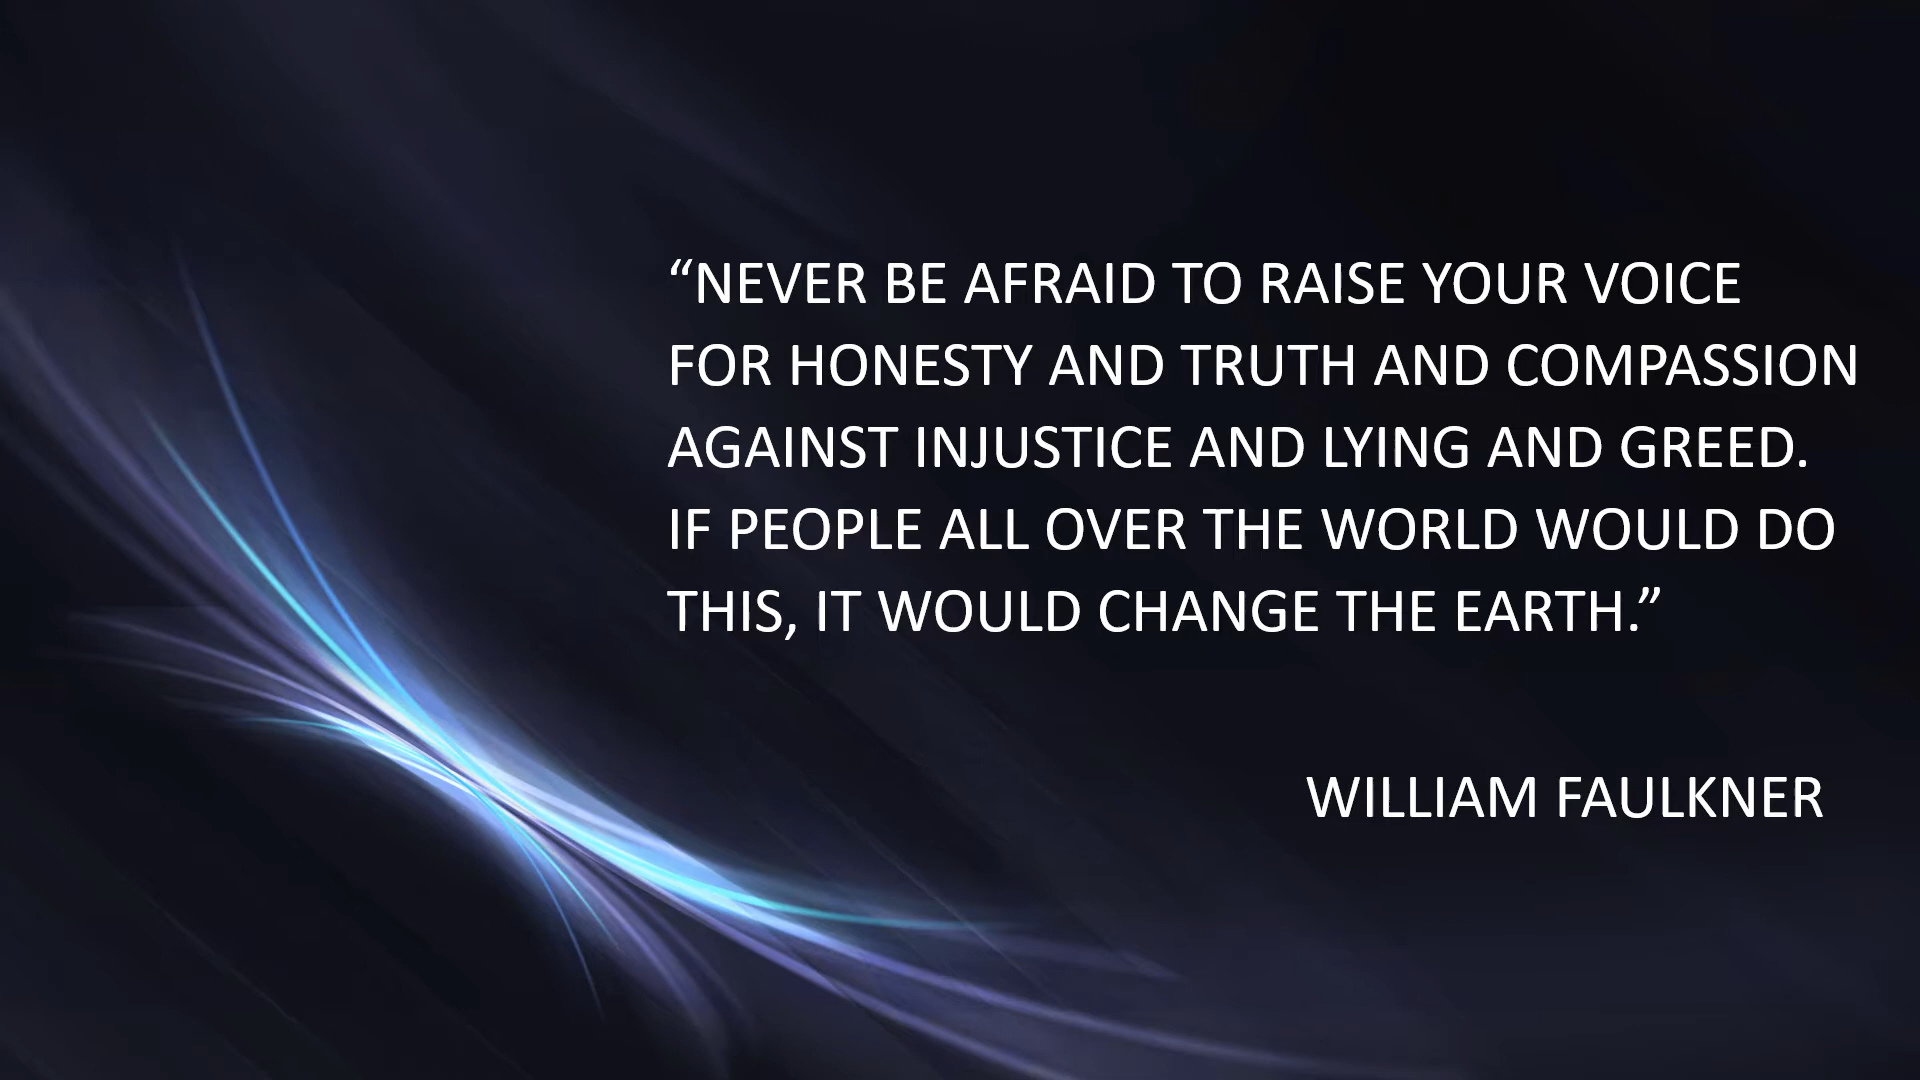 “NEVER BE AFRAID TO RAISE YOUR VOICE
FOR HONESTY AND TRUTH AND COMPASSION
AGAINST INJUSTICE AND LYING AND GREED.
IF PEOPLE ALL OVER THE WORLD WOULD DO
THIS, IT WOULD CHANGE THE EARTH.”
WILLIAM FAULKNER